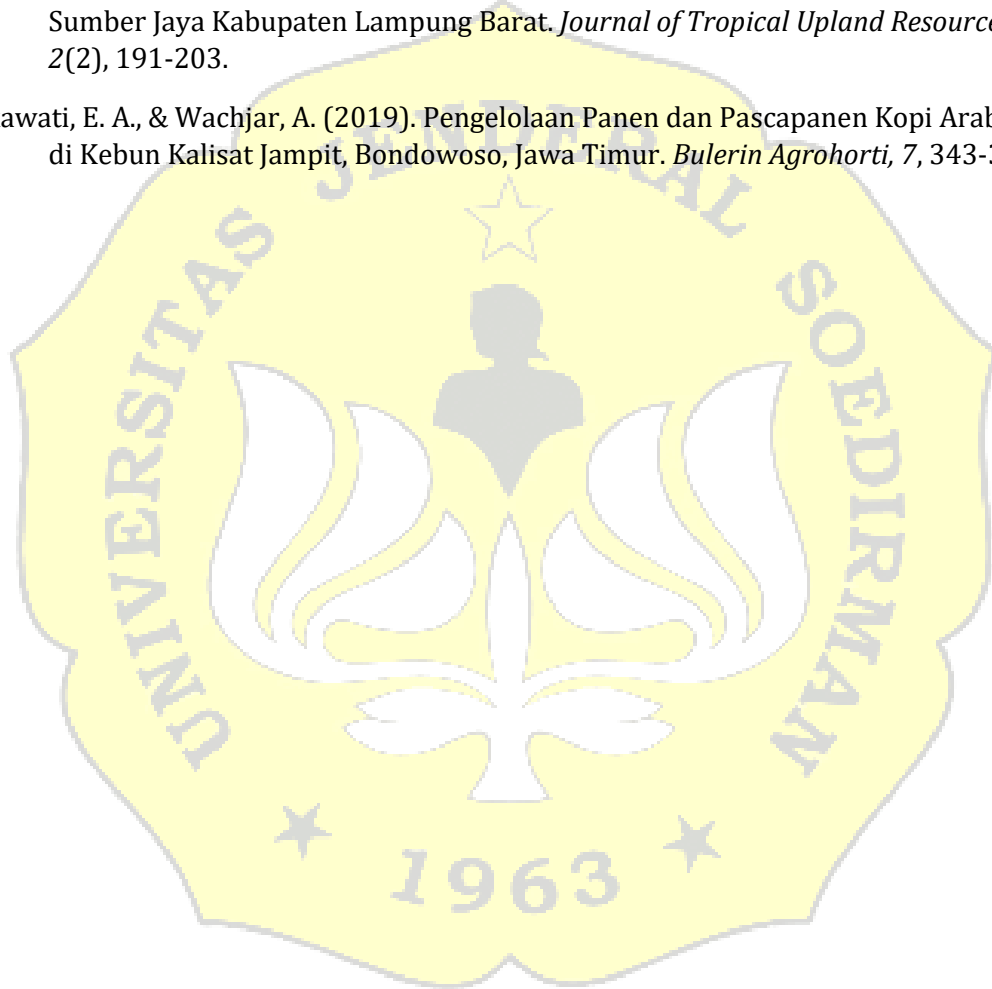 Sumber Jaya Kabupaten Lampung Barat. Journal of Tropical Upland Resource
2(2), 191-203.
awati, E. A., & Wachjar, A. (2019). Pengelolaan Panen dan Pascapanen Kopi Arab
di Kebun Kalisat Jampit, Bondowoso, Jawa Timur. Bulerin Agrohorti, 7, 343-3
UNIVERSITAS JENDERAL SOEDIRMAN
1963